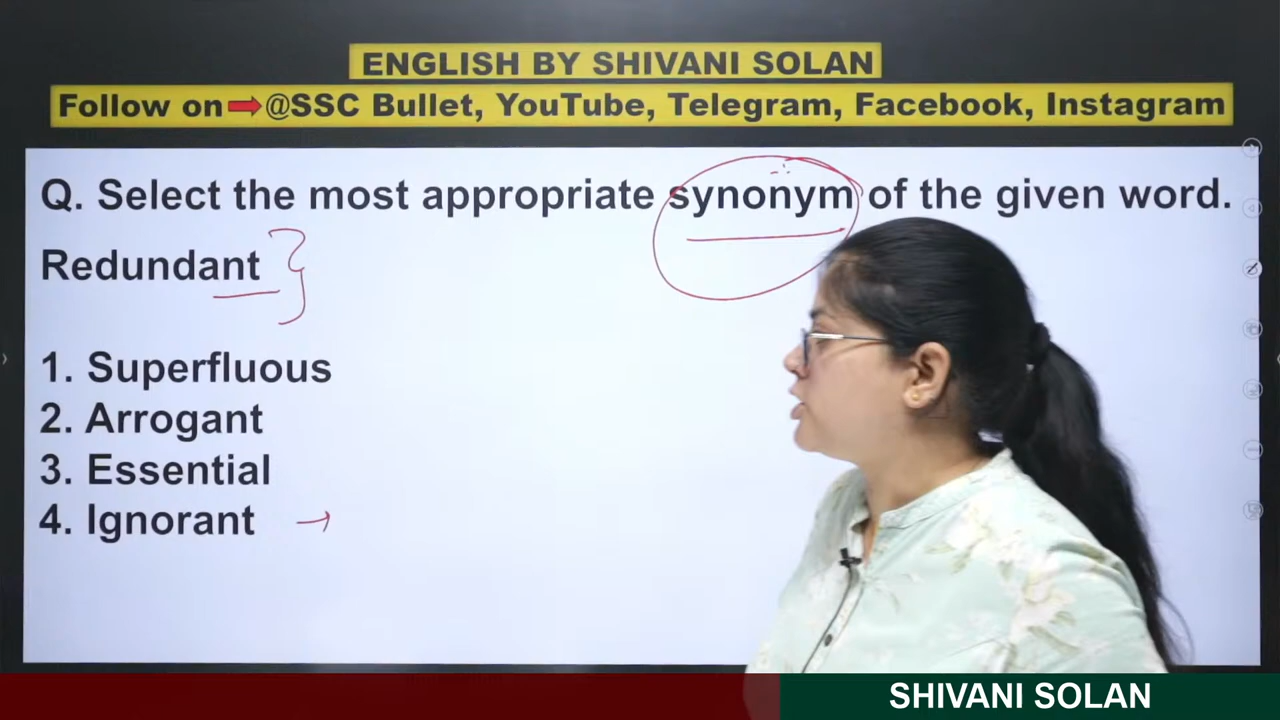 ENGLISH BY SHIVANI SOLAN
Follow on @SSC Bullet, YouTube, Telegram, Facebook, Instagram
Q. Select the most appropriate synonym of the given word.
Redundant
1. Superfluous
2. Arrogant
3. Essential
4. Ignorant
SHIVANI SOLAN